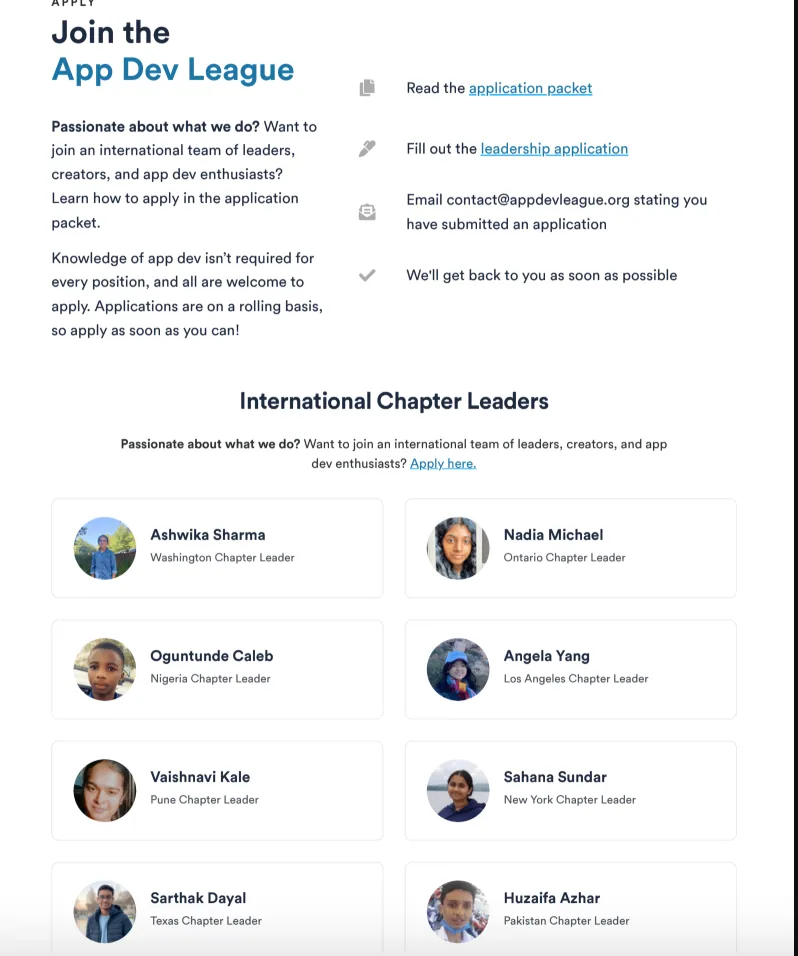 APPLY
Join the
App Dev League
Passionate about what we do? Want to
join an international team of leaders,
creators, and app dev enthusiasts?
Learn how to apply in the application
packet.
Knowledge of app dev isn’t required for
every position, and all are welcome to
apply. Applications are on a rolling basis,
so apply as soon as you can!
Read the application packet
Fill out the leadership application
Email contact@appdevleague.org stating you
have submitted an application
We'll get back to you as soon as possible
International Chapter Leaders
Passionate about what we do? Want to join an international team of leaders, creators, and app
dev enthusiasts? Apply here.
Ashwika Sharma
Washington Chapter Leader
Nadia Michael
Ontario Chapter Leader
Oguntunde Caleb
Nigeria Chapter Leader
Angela Yang
Los Angeles Chapter Leader
Vaishnavi Kale
Pune Chapter Leader
Sahana Sundar
New York Chapter Leader
Sarthak Dayal
Texas Chapter Leader
Huzaifa Azhar
Pakistan Chapter Leader